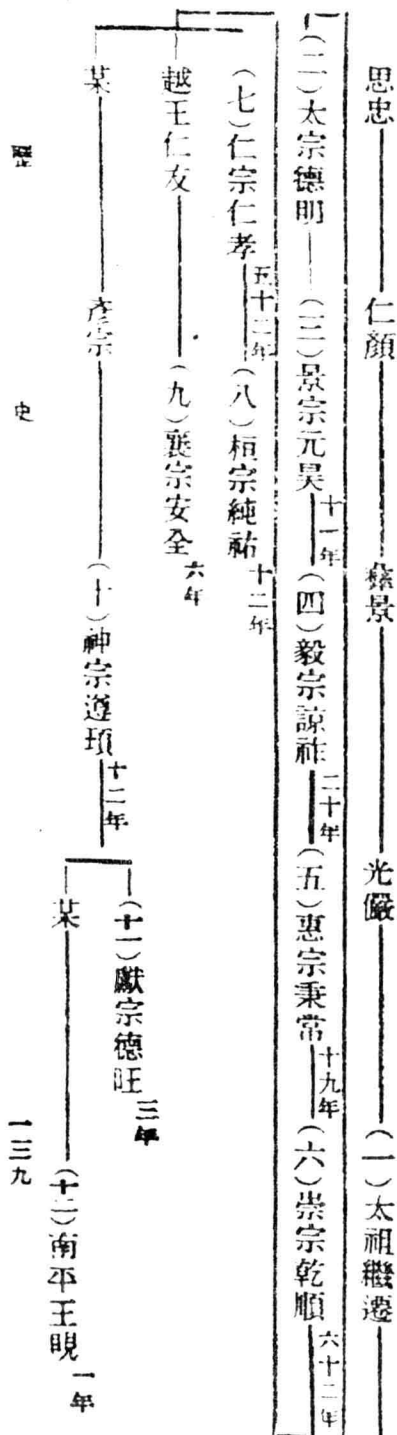 思忠 仁顏 彝景 光儼 (一)太祖繼遷
(二)太宗德明 (三)景宗元昊 十一年 (四)毅宗諒祚 二十年 (五)惠宗秉常 十九年 (六)崇宗乾順 六十二年
(七)仁宗仁孝 五十二年 (八)桓宗純祐 十二年
越王仁友 (九)襄宗安全 六年
某 彥宗 (十)神宗遵頊 十二年
(十一)獻宗德旺 三年
某 (十二)南平王晛 一年
歷史 一三九